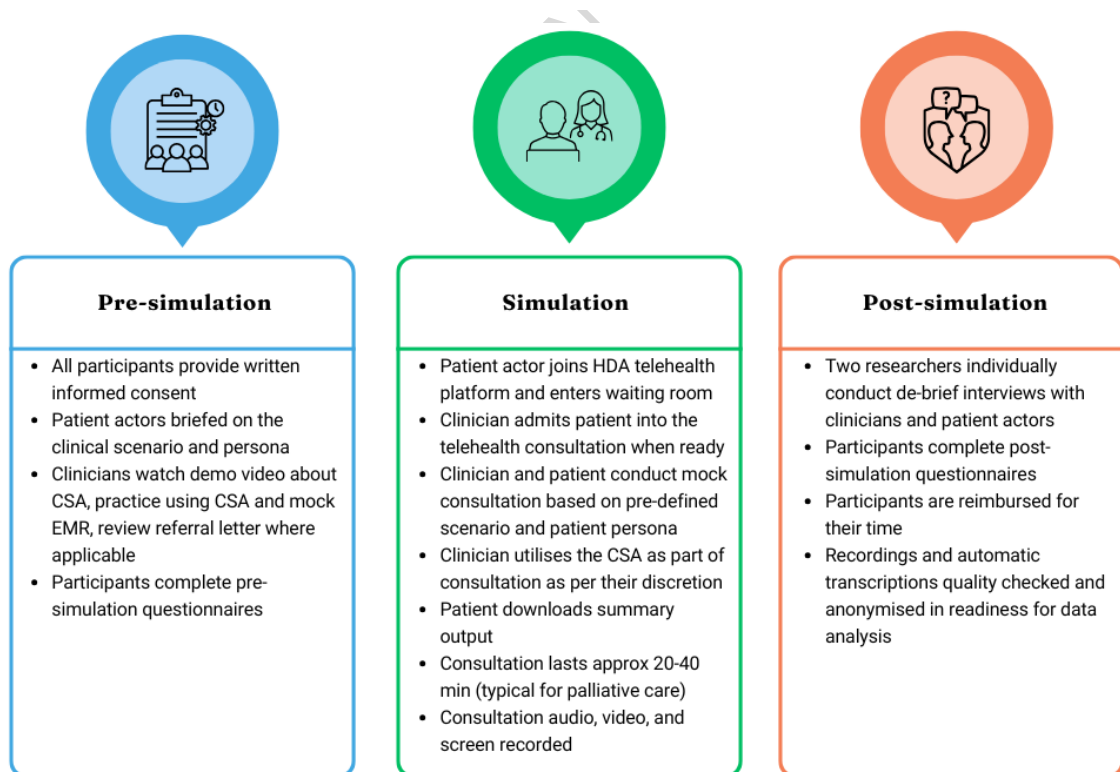 Pre-simulation
• All participants provide written
informed consent
• Patient actors briefed on the
clinical scenario and persona
• Clinicians watch demo video about
CSA, practice using CSA and mock
EMR, review referral letter where
applicable
• Participants complete pre-
simulation questionnaires
Simulation
• Patient actor joins HDA telehealth
platform and enters waiting room
• Clinician admits patient into the
telehealth consultation when ready
• Clinician and patient conduct mock
consultation based on pre-defined
scenario and patient persona
• Clinician utilises the CSA as part of
consultation as per their discretion
• Patient downloads summary
output
• Consultation lasts approx 20-40
min (typical for palliative care)
• Consultation audio, video, and
screen recorded
?
Post-simulation
• Two researchers individually
conduct de-brief interviews with
clinicians and patient actors
• Participants complete post-
simulation questionnaires
• Participants are reimbursed for
their time
• Recordings and automatic
transcriptions quality checked and
anonymised in readiness for data
analysis